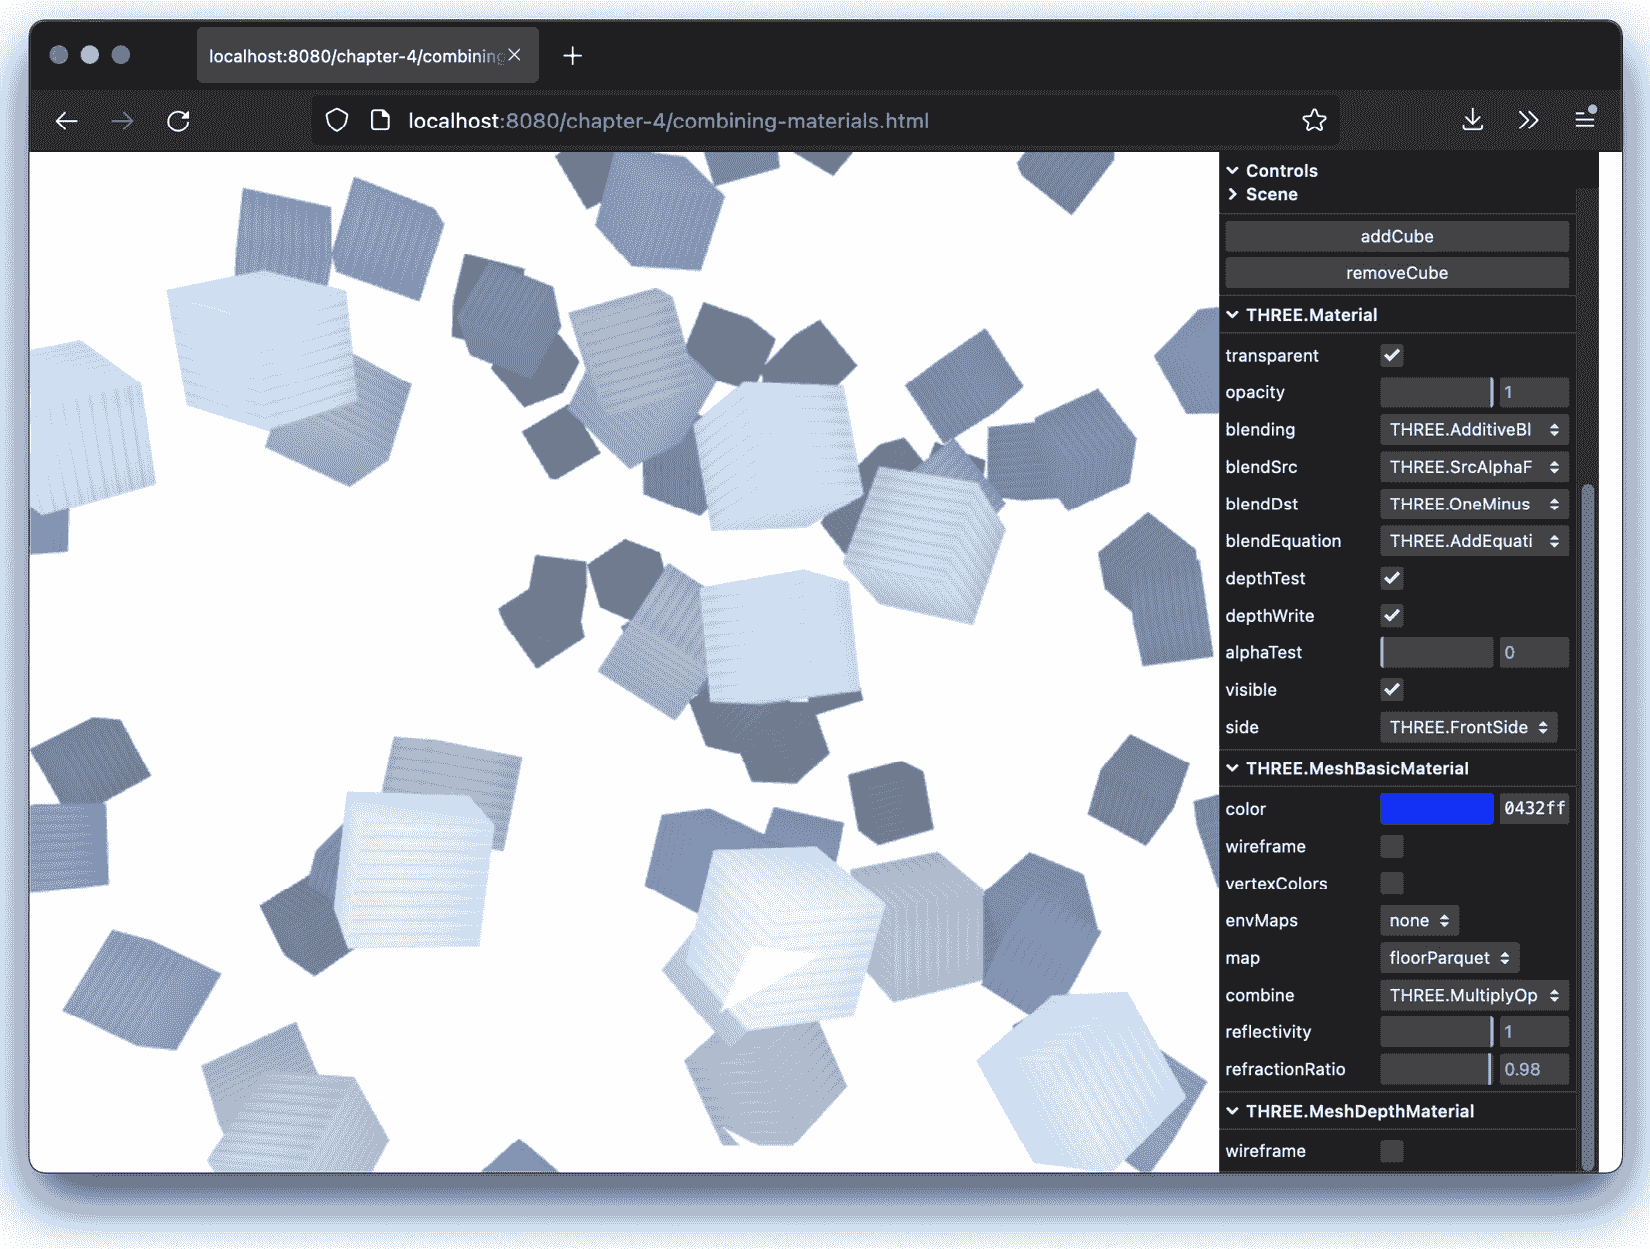 localhost:8080/chapter-4/combining
localhost:8080/chapter-4/combining-materials.html
Controls
Scene
addCube
removeCube
THREE.Material
transparent
opacity 1
blending THREE.AdditiveBl
blendSrc THREE.SrcAlphaF
blendDst THREE.OneMinus
blendEquation THREE.AddEquati
depthTest
depthWrite
alphaTest 0
visible
side THREE.FrontSide
THREE.MeshBasicMaterial
color 0432ff
wireframe
vertexColors
envMaps none
map floorParquet
combine THREE.MultiplyOp
reflectivity 1
refractionRatio 0.98
THREE.MeshDepthMaterial
wireframe